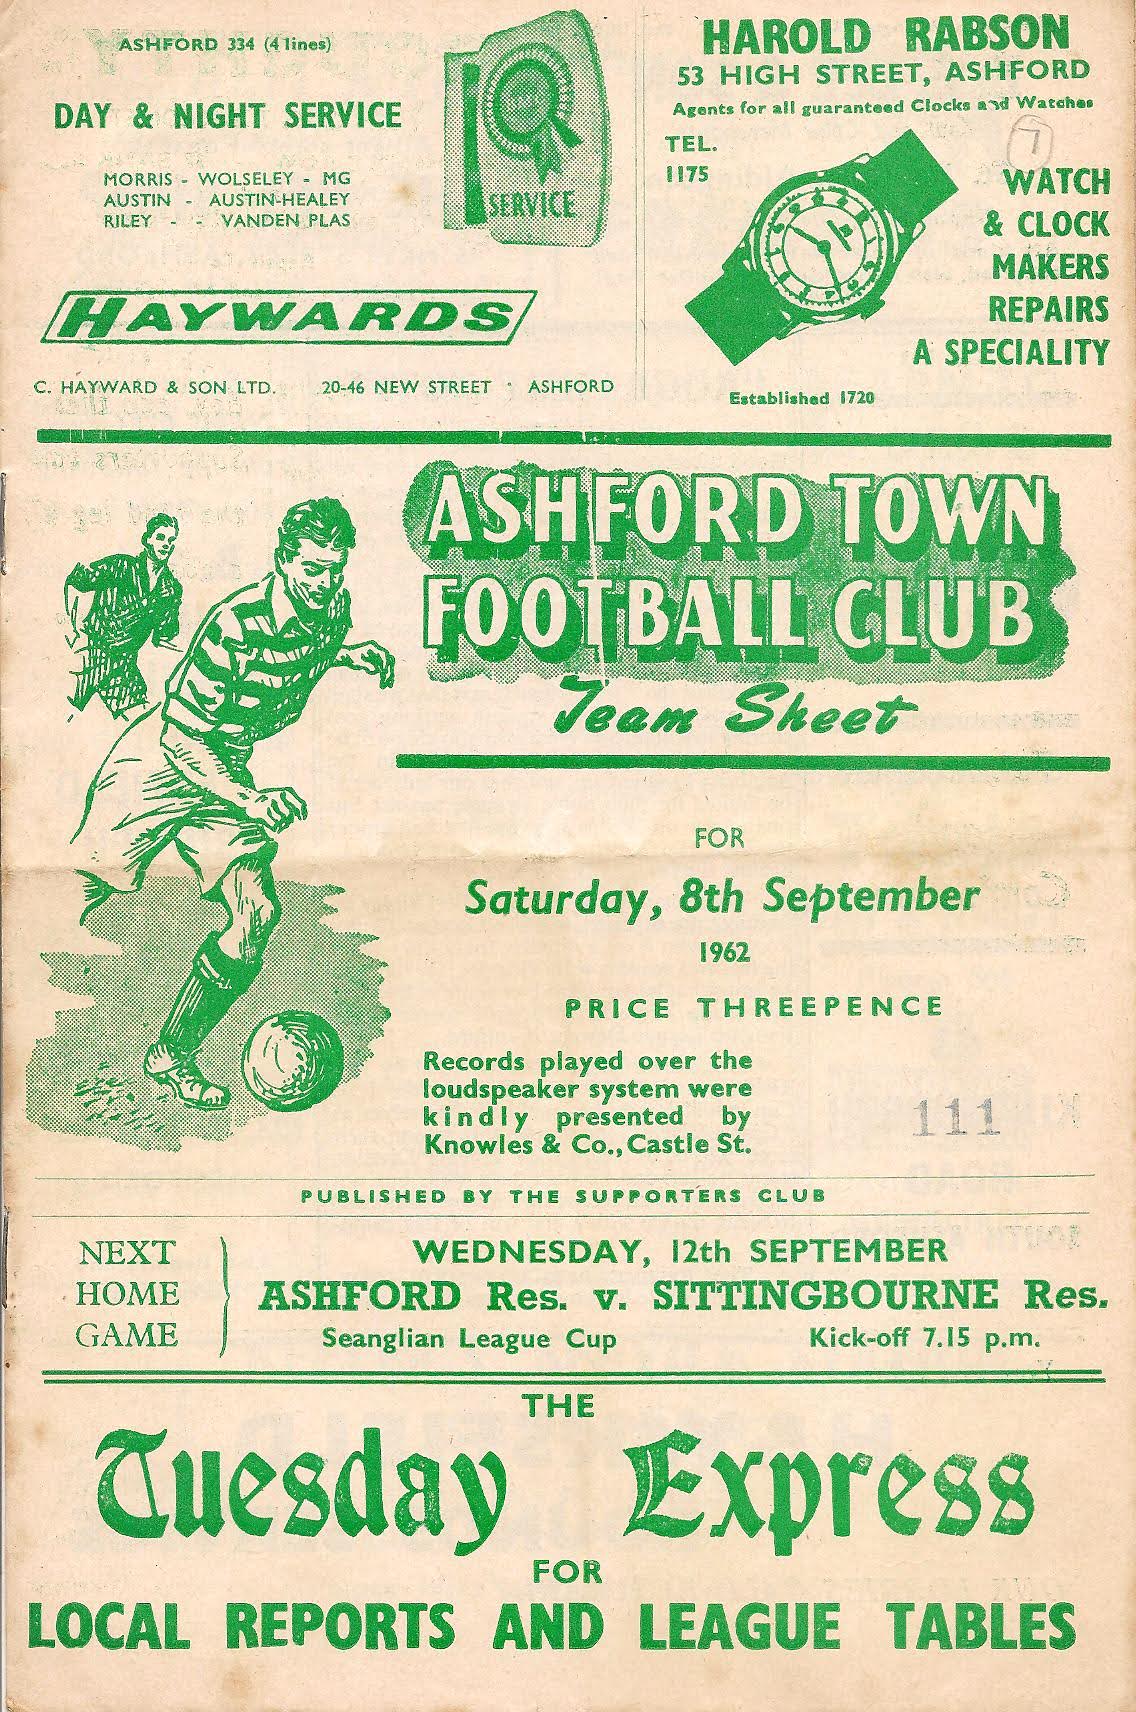 ASHFORD 334 (4 lines)
DAY & NIGHT SERVICE
MORRIS - WOLSELEY - MG
AUSTIN - AUSTIN-HEALEY
RILEY - - VANDEN PLAS
SERVICE
HAYWARDS
C. HAYWARD & SON LTD. 20-46 NEW STREET · ASHFORD
HAROLD RABSON
53 HIGH STREET, ASHFORD
Agents for all guaranteed Clocks and Watches
TEL.
1175
7
WATCH
& CLOCK
MAKERS
REPAIRS
A SPECIALITY
Established 1720
ASHFORD TOWN
FOOTBALL CLUB
Team Sheet
FOR
Saturday, 8th September
1962
PRICE THREEPENCE
Records played over the
loudspeaker system were
kindly presented by
Knowles & Co., Castle St.
111
PUBLISHED BY THE SUPPORTERS CLUB
NEXT
HOME
GAME
WEDNESDAY, 12th SEPTEMBER
ASHFORD Res. v. SITTINGBOURNE Res.
Seanglian League Cup Kick-off 7.15 p.m.
THE
Tuesday Express
FOR
LOCAL REPORTS AND LEAGUE TABLES